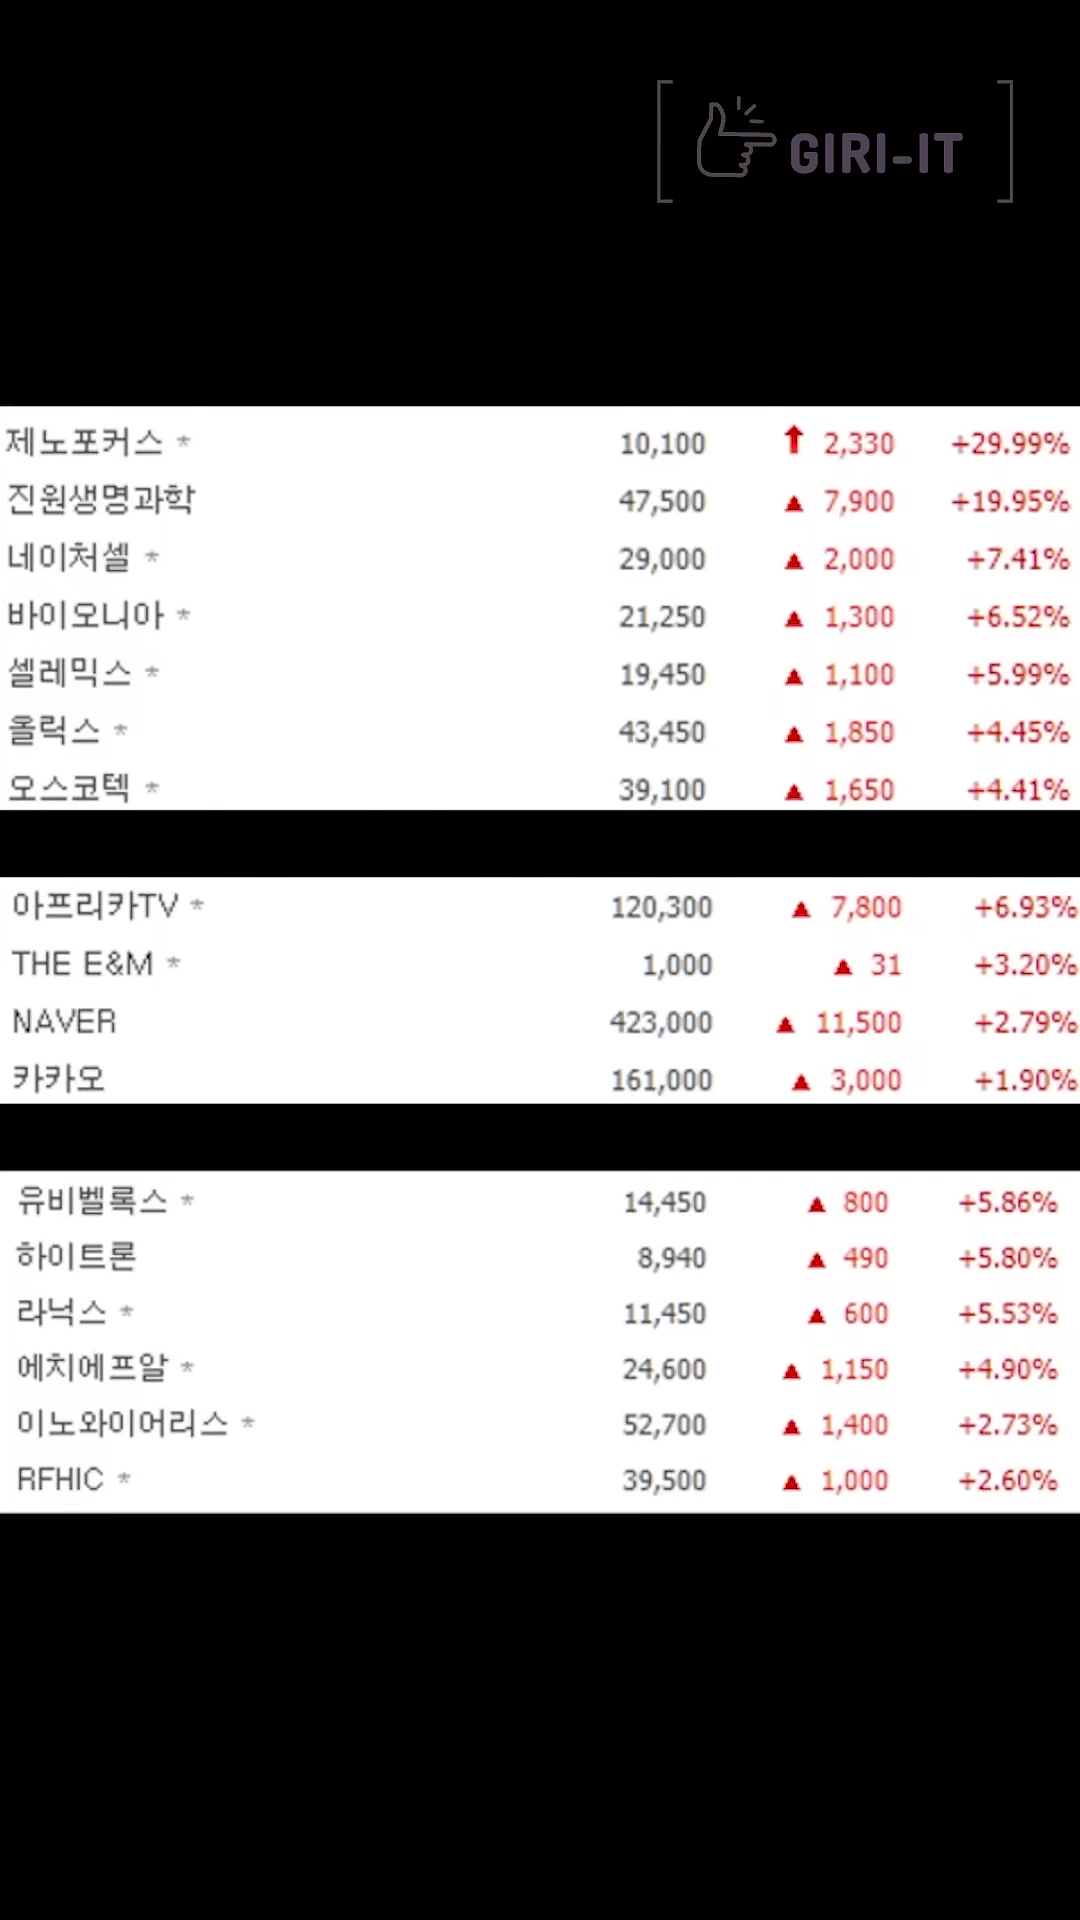 GIRI-IT
제노포커스 * 10,100 ↑ 2,330 +29.99%
진원생명과학 47,500 ▲ 7,900 +19.95%
네이처셀 * 29,000 ▲ 2,000 +7.41%
바이오니아 * 21,250 ▲ 1,300 +6.52%
셀레믹스 * 19,450 ▲ 1,100 +5.99%
올릭스 * 43,450 ▲ 1,850 +4.45%
오스코텍 * 39,100 ▲ 1,650 +4.41%
아프리카TV * 120,300 ▲ 7,800 +6.93%
THE E&M * 1,000 ▲ 31 +3.20%
NAVER 423,000 ▲ 11,500 +2.79%
카카오 161,000 ▲ 3,000 +1.90%
유비벨록스 * 14,450 ▲ 800 +5.86%
하이트론 8,940 ▲ 490 +5.80%
라닉스 * 11,450 ▲ 600 +5.53%
에치에프알 * 24,600 ▲ 1,150 +4.90%
이노와이어리스 * 52,700 ▲ 1,400 +2.73%
RFHIC * 39,500 ▲ 1,000 +2.60%